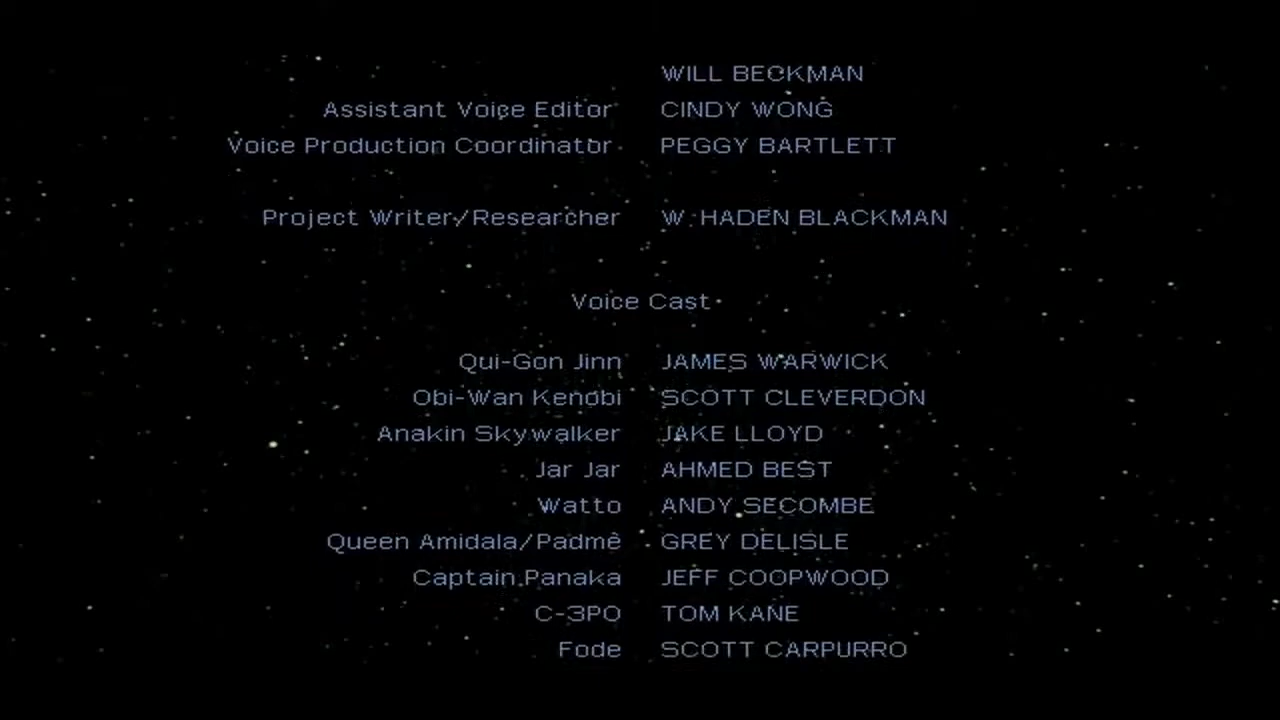 WILL BECKMAN
Assistant Voice Editor CINDY WONG
Voice Production Coordinator PEGGY BARTLETT
Project Writer/Researcher W. HADEN BLACKMAN
Voice Cast
Qui-Gon Jinn JAMES WARWICK
Obi-Wan Kenobi SCOTT CLEVERDON
Anakin Skywalker JAKE LLOYD
Jar Jar AHMED BEST
Watto ANDY SECOMBE
Queen Amidala/Padmé GREY DELISLE
Captain Panaka JEFF COOPWOOD
C-3PO TOM KANE
Fode SCOTT CARPURRO